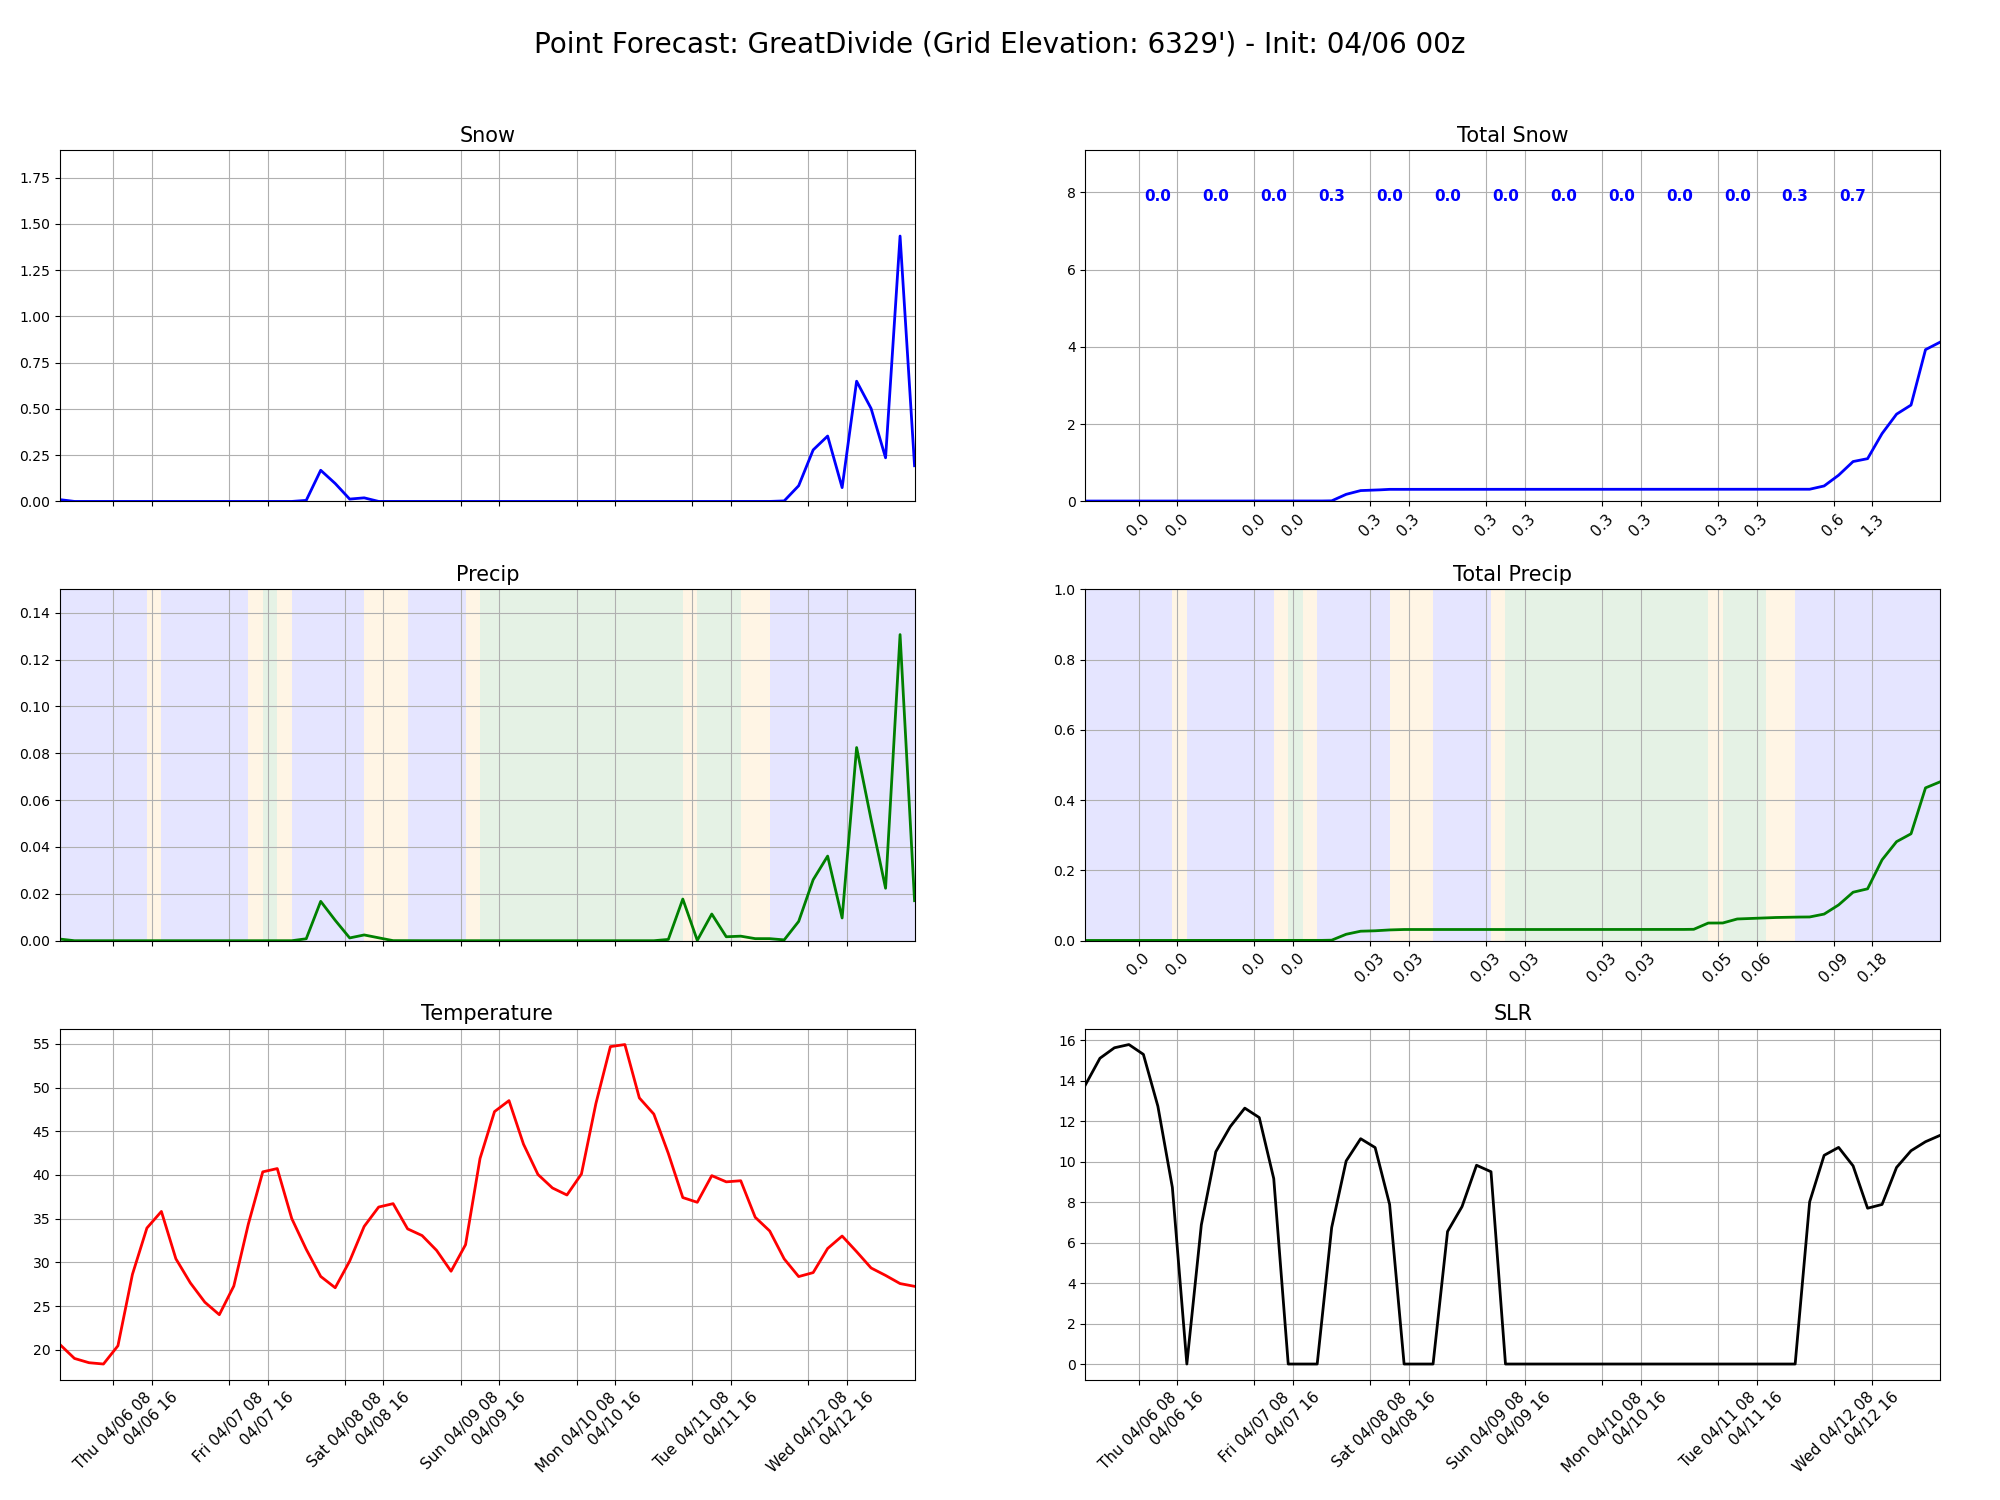 Point Forecast: GreatDivide (Grid Elevation: 6329') - Init: 04/06 00z
Snow
1.75
1.50
1.25
1.00
0.75
0.50
0.25
0.00
Total Snow
8
6
4
2
0
0.0 0.0 0.0 0.3 0.0 0.0 0.0 0.0 0.0 0.0 0.0 0.3 0.7
0.0 0.0 0.0 0.0 0.3 0.3 0.3 0.3 0.3 0.3 0.3 0.3 0.6 1.3
Precip
0.14
0.12
0.10
0.08
0.06
0.04
0.02
0.00
Total Precip
1.0
0.8
0.6
0.4
0.2
0.0
0.0 0.0 0.0 0.0 0.03 0.03 0.03 0.03 0.03 0.03 0.05 0.06 0.09 0.18
Temperature
55
50
45
40
35
30
25
20
Thu 04/06 08
04/06 16
Fri 04/07 08
04/07 16
Sat 04/08 08
04/08 16
Sun 04/09 08
04/09 16
Mon 04/10 08
04/10 16
Tue 04/11 08
04/11 16
Wed 04/12 08
04/12 16
SLR
16
14
12
10
8
6
4
2
0
Thu 04/06 08
04/06 16
Fri 04/07 08
04/07 16
Sat 04/08 08
04/08 16
Sun 04/09 08
04/09 16
Mon 04/10 08
04/10 16
Tue 04/11 08
04/11 16
Wed 04/12 08
04/12 16